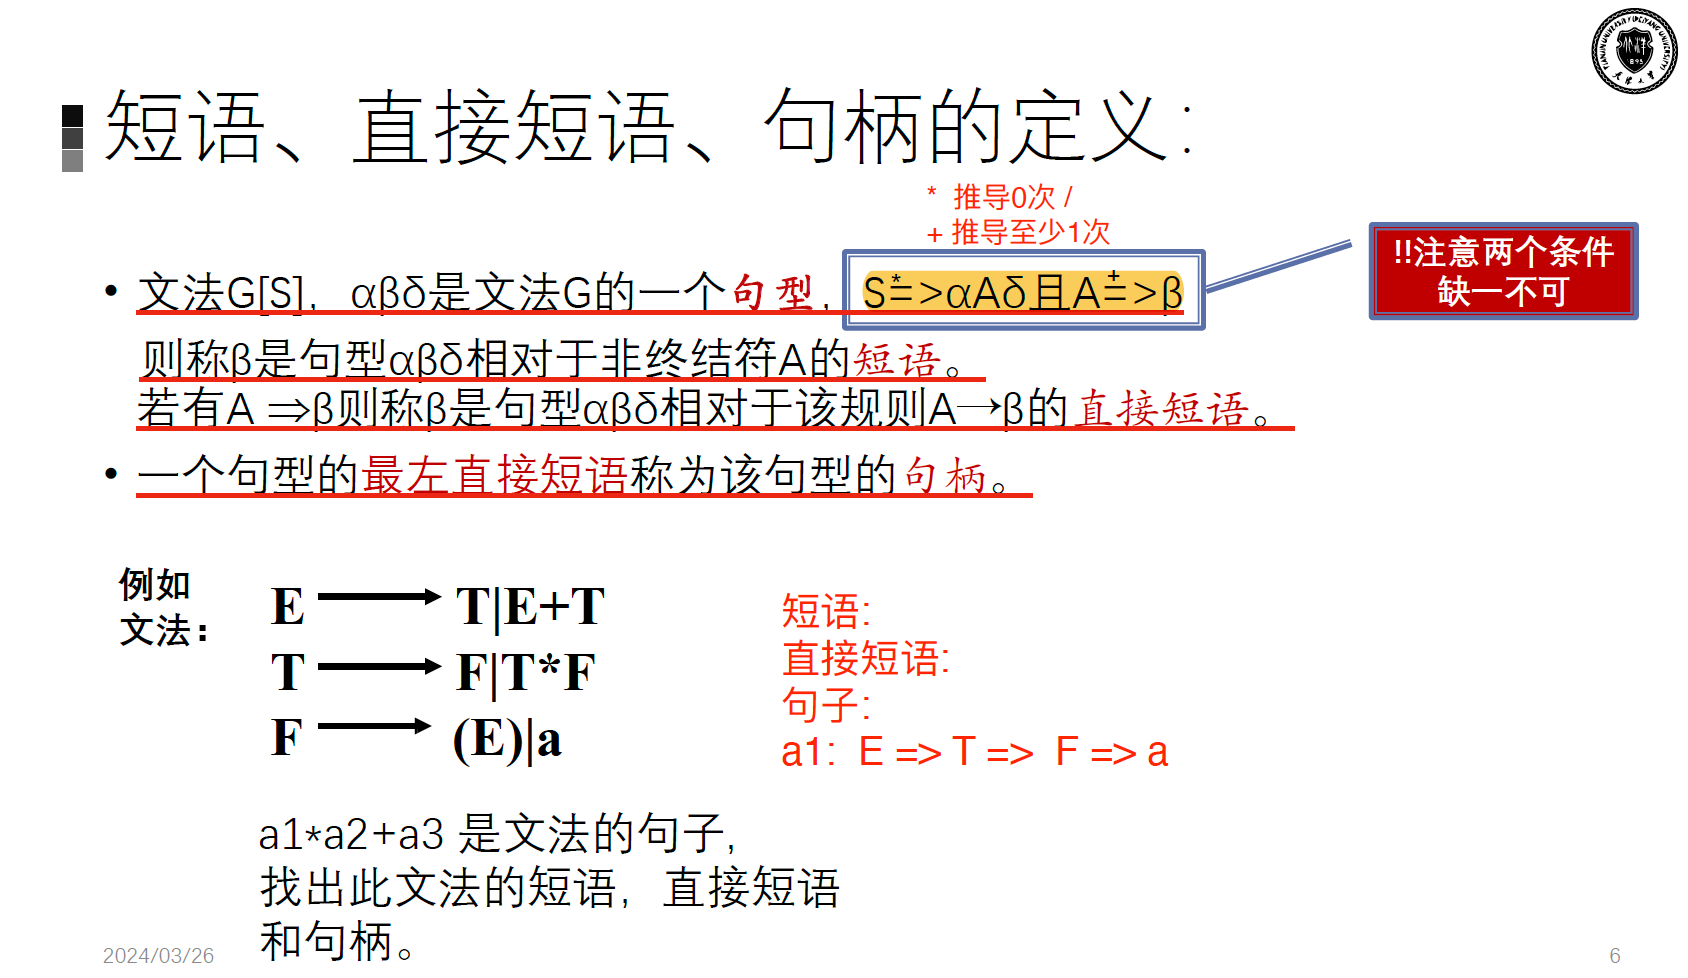 短语、直接短语、句柄的定义：
* 推导0次 /
+ 推导至少1次
!!注意两个条件
缺一不可
• 文法G[S]，αβδ是文法G的一个句型，S*=>αAδ且A+=>β
则称β是句型αβδ相对于非终结符A的短语。
若有A ⇒β则称β是句型αβδ相对于该规则A→β的直接短语。
• 一个句型的最左直接短语称为该句型的句柄。
例如
文法：
E → T|E+T
T → F|T*F
F → (E)|a
短语:
直接短语:
句子:
a1: E => T => F => a
a1*a2+a3 是文法的句子，
找出此文法的短语，直接短语
和句柄。
2024/03/26
6